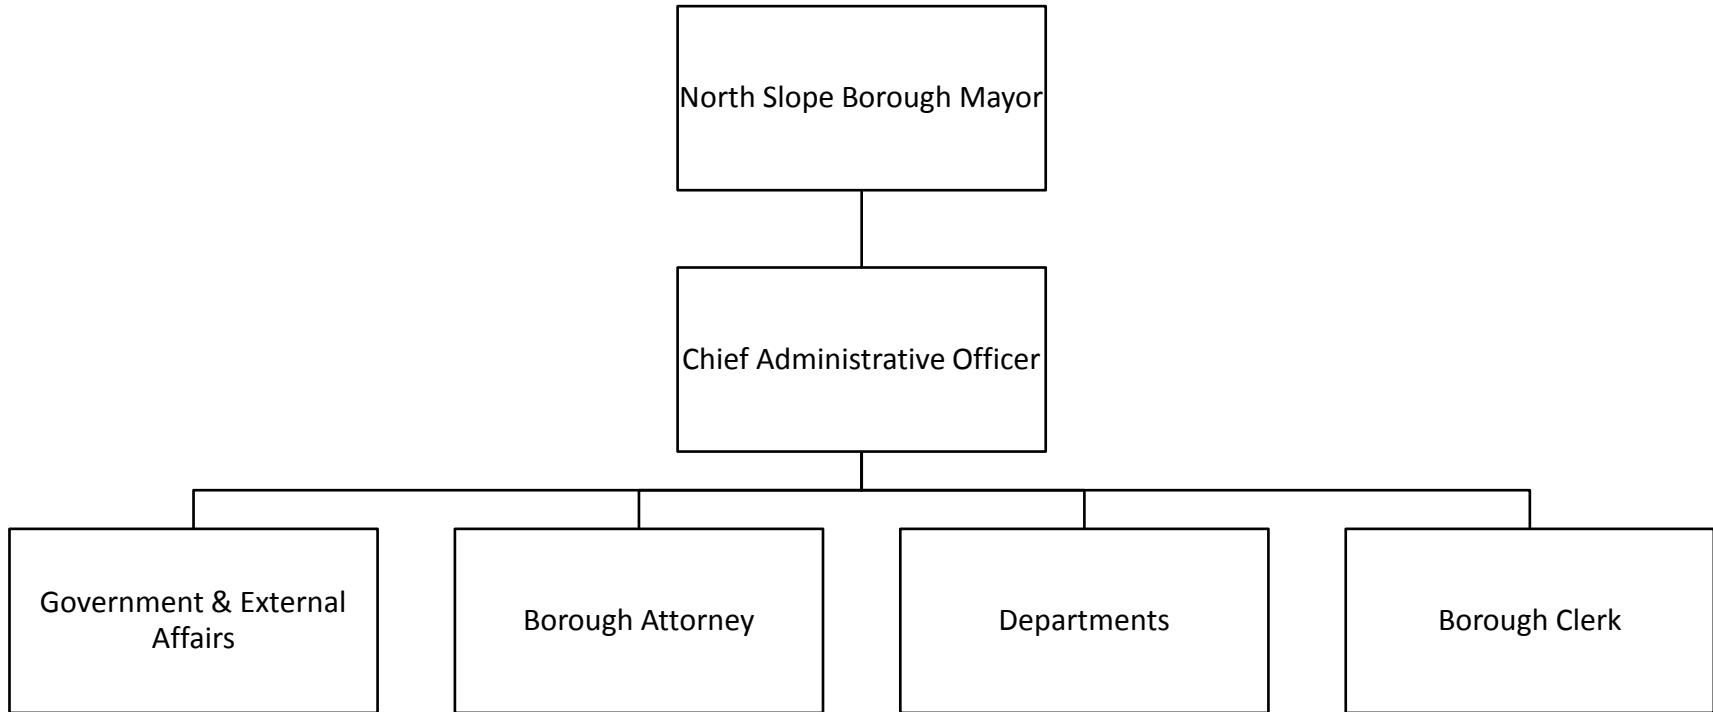 North Slope Borough Mayor
Chief Administrative Officer
Government & External
Affairs
Borough Attorney
Departments
Borough Clerk